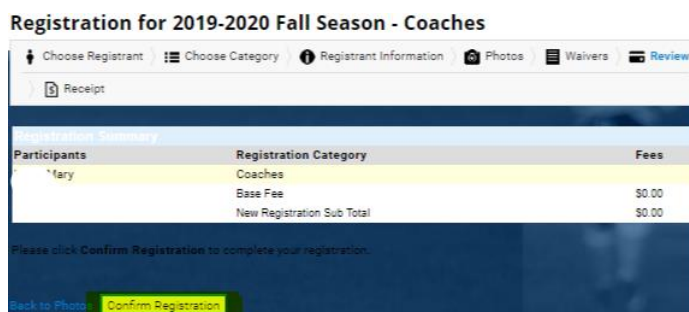 Registration for 2019-2020 Fall Season - Coaches
Choose Registrant Choose Category Registrant Information Photos Waivers Review
Receipt
Registration Summary
Participants Registration Category Fees
Mary Coaches
Base Fee $0.00
New Registration Sub Total $0.00
Please click Confirm Registration to complete your registration.
Back to Photos Confirm Registration